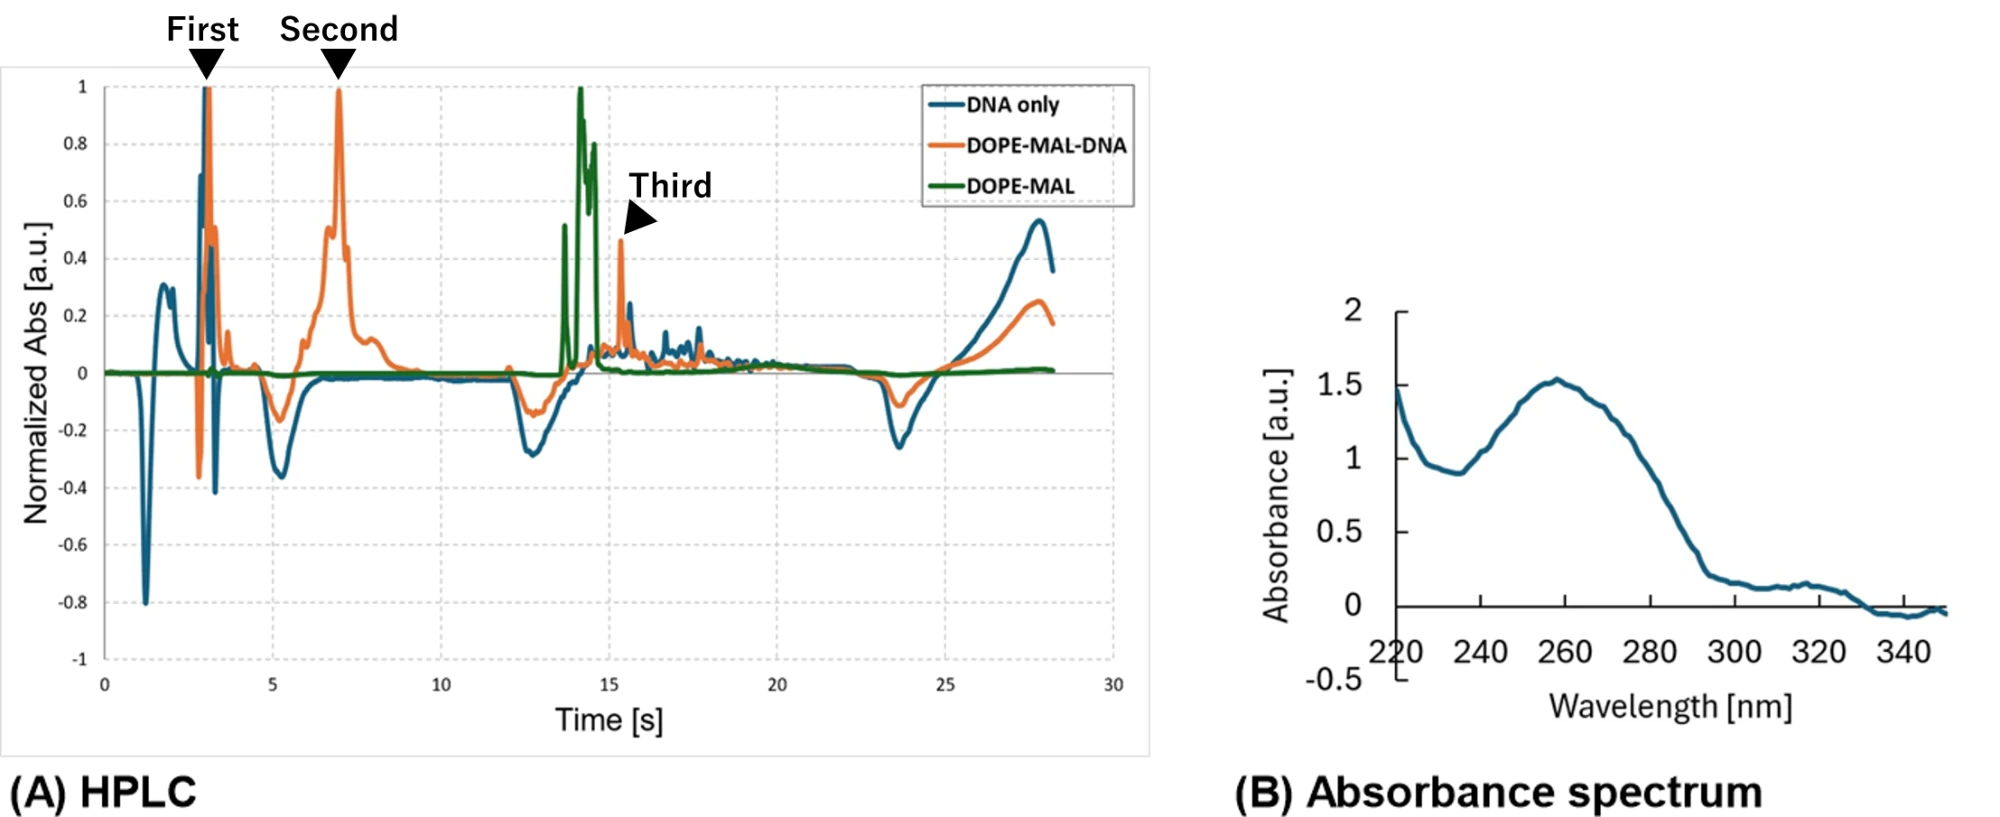 First Second
Third
DNA only
DOPE-MAL-DNA
DOPE-MAL
Normalized Abs [a.u.]
1
0.8
0.6
0.4
0.2
0
-0.2
-0.4
-0.6
-0.8
-1
0 5 10 15 20 25 30
Time [s]
(A) HPLC
Absorbance [a.u.]
2
1.5
1
0.5
0
-0.5
220 240 260 280 300 320 340
Wavelength [nm]
(B) Absorbance spectrum